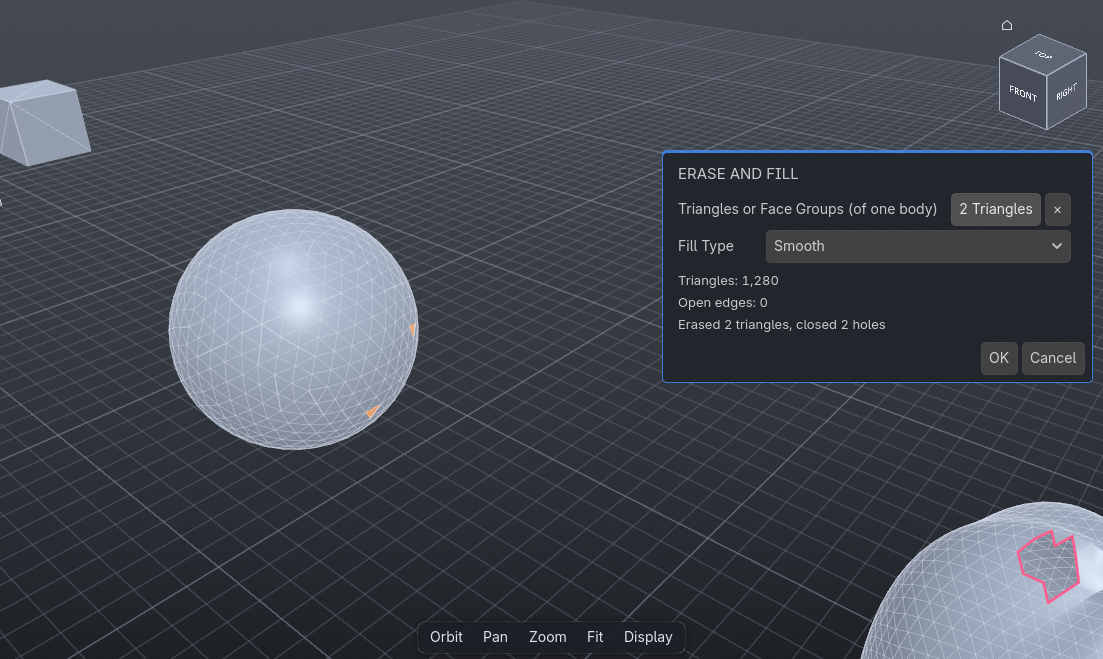 TOP
FRONT
RIGHT
ERASE AND FILL
Triangles or Face Groups (of one body) 2 Triangles ×
Fill Type Smooth
Triangles: 1,280
Open edges: 0
Erased 2 triangles, closed 2 holes
OK Cancel
Orbit Pan Zoom Fit Display